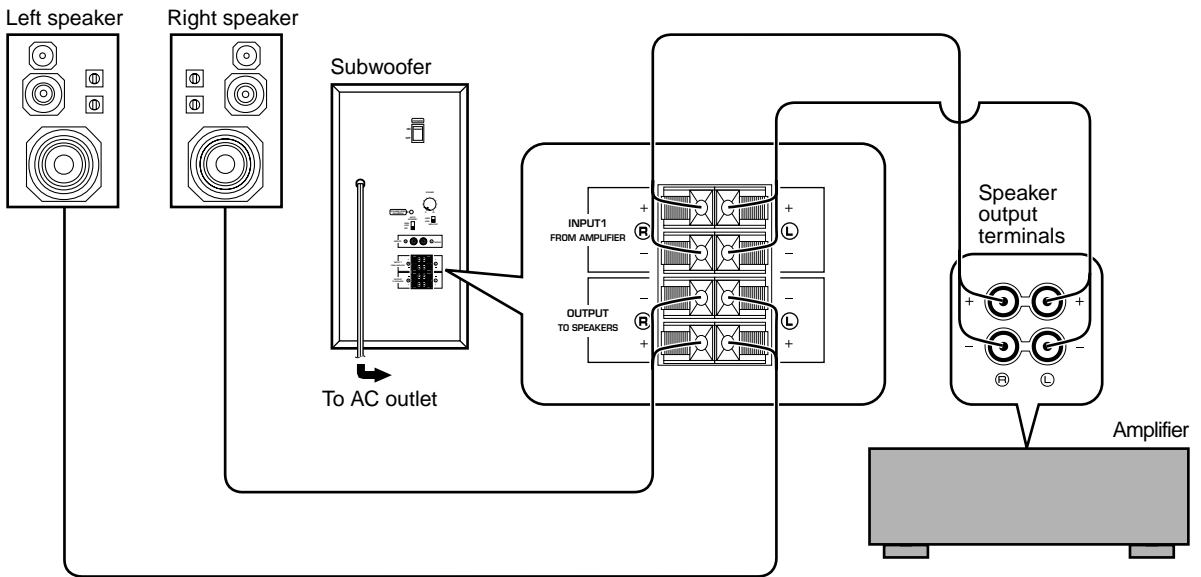 Left speaker
Right speaker
Subwoofer
INPUT1
FROM AMPLIFIER
+
R
–
+
L
–
OUTPUT
TO SPEAKERS
–
R
+
–
L
+
To AC outlet
Speaker
output
terminals
+
–
+
–
R
L
Amplifier